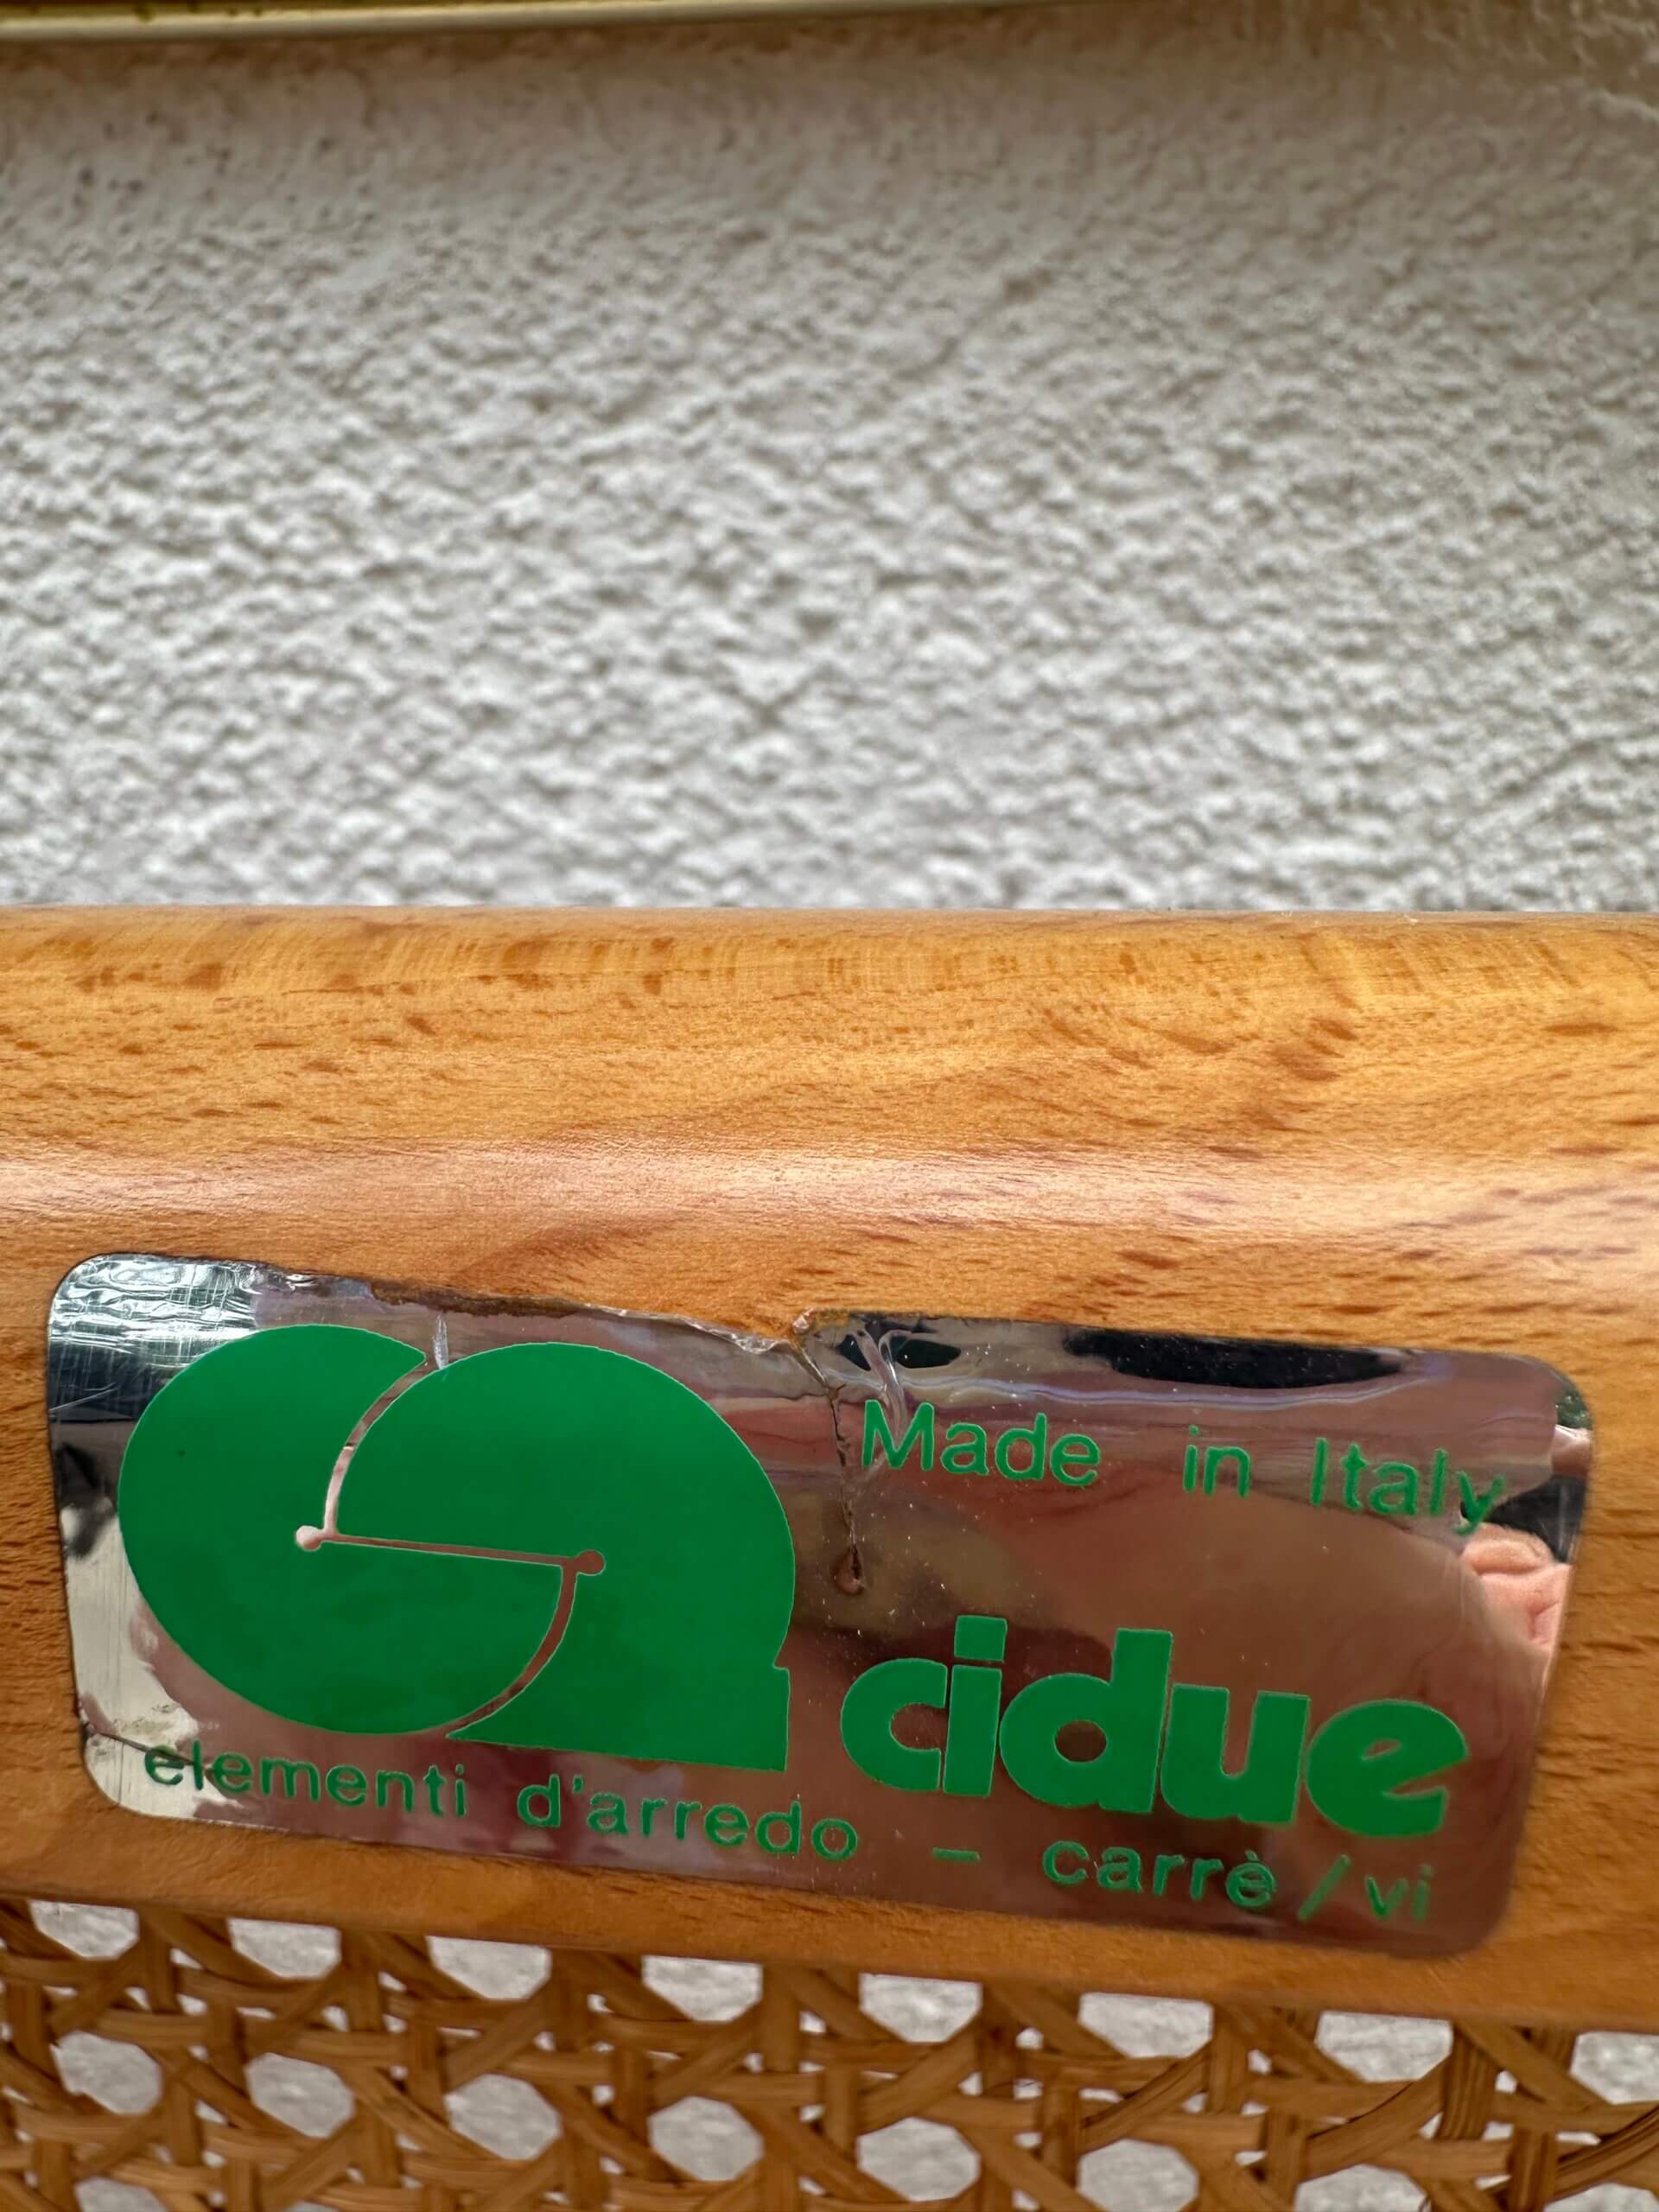 Made in Italy
cidue
elementi d'arredo – carrè / vi